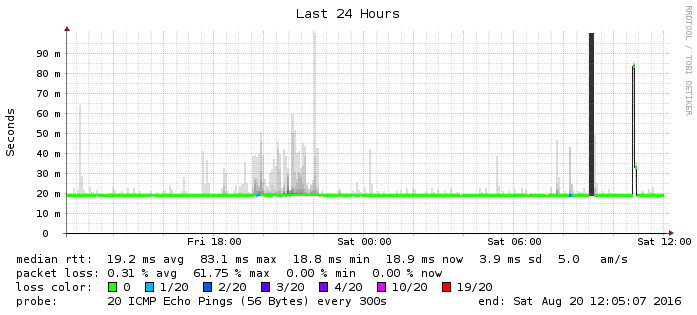 Last 24 Hours
RRDTOOL / TOBI OETIKER
Seconds
90 m
80 m
70 m
60 m
50 m
40 m
30 m
20 m
10 m
0
Fri 18:00 Sat 00:00 Sat 06:00 Sat 12:00
median rtt: 19.2 ms avg 83.1 ms max 18.8 ms min 18.9 ms now 3.9 ms sd 5.0 am/s
packet loss: 0.31 % avg 61.75 % max 0.00 % min 0.00 % now
loss color: 0 1/20 2/20 3/20 4/20 10/20 19/20
probe: 20 ICMP Echo Pings (56 Bytes) every 300s end: Sat Aug 20 12:05:07 2016